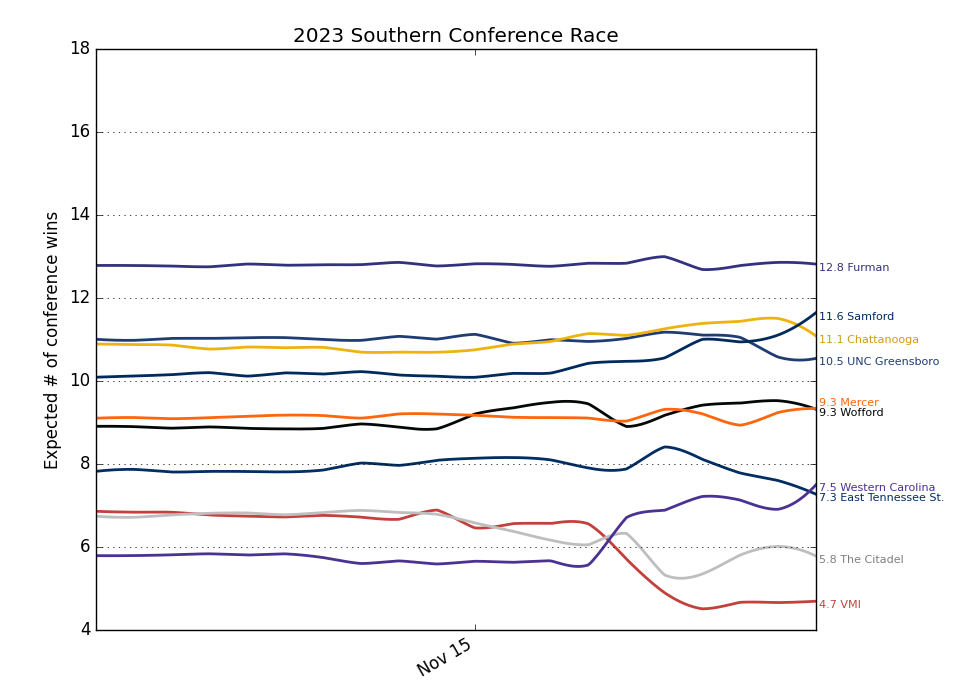 2023 Southern Conference Race
Expected # of conference wins
18
16
14
12
10
8
6
4
Nov 15
12.8 Furman
11.6 Samford
11.1 Chattanooga
10.5 UNC Greensboro
9.3 Mercer
9.3 Wofford
7.5 Western Carolina
7.3 East Tennessee St.
5.8 The Citadel
4.7 VMI